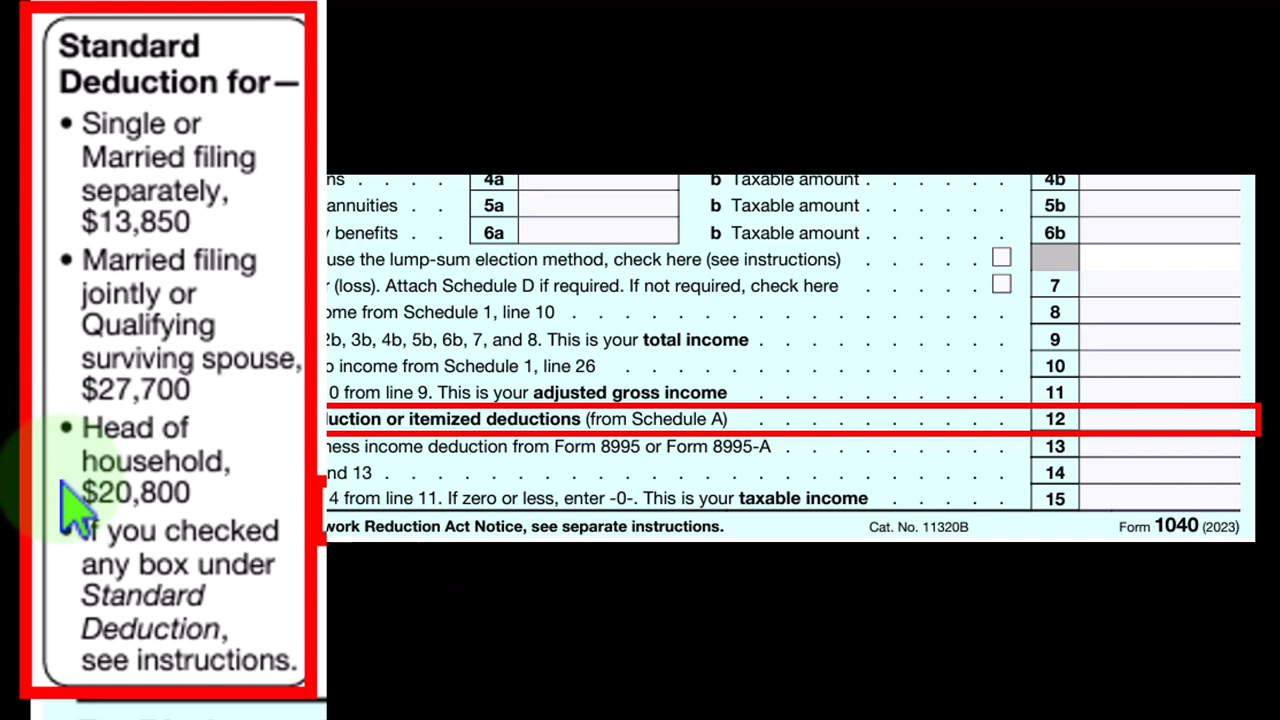 Standard
Deduction for—
• Single or
Married filing
separately,
$13,850
• Married filing
jointly or
Qualifying
surviving spouse,
$27,700
• Head of
household,
$20,800
• If you checked
any box under
Standard
Deduction,
see instructions.
ns . . . 4a b Taxable amount . . . . . . 4b
annuities . . 5a b Taxable amount . . . . . . 5b
benefits . . 6a b Taxable amount . . . . . . 6b
use the lump-sum election method, check here (see instructions) . . . . .
(loss). Attach Schedule D if required. If not required, check here . . . . . 7
ome from Schedule 1, line 10 . . . . . . . . . . . . . . . . . 8
2b, 3b, 4b, 5b, 6b, 7, and 8. This is your total income . . . . . . . . . . 9
o income from Schedule 1, line 26 . . . . . . . . . . . . . . . 10
0 from line 9. This is your adjusted gross income . . . . . . . . . . 11
uction or itemized deductions (from Schedule A) . . . . . . . . . . 12
ness income deduction from Form 8995 or Form 8995-A . . . . . . . . . 13
nd 13 . . . . . . . . . . . . . . . . . . . . . . . . 14
4 from line 11. If zero or less, enter -0-. This is your taxable income . . . . . 15
work Reduction Act Notice, see separate instructions. Cat. No. 11320B Form 1040 (2023)